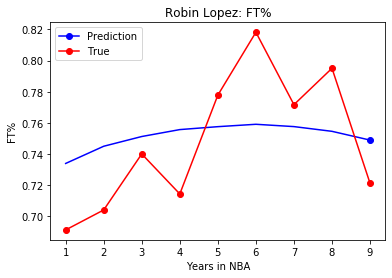 Robin Lopez: FT%
Prediction
True
FT%
0.82
0.80
0.78
0.76
0.74
0.72
0.70
1 2 3 4 5 6 7 8 9
Years in NBA